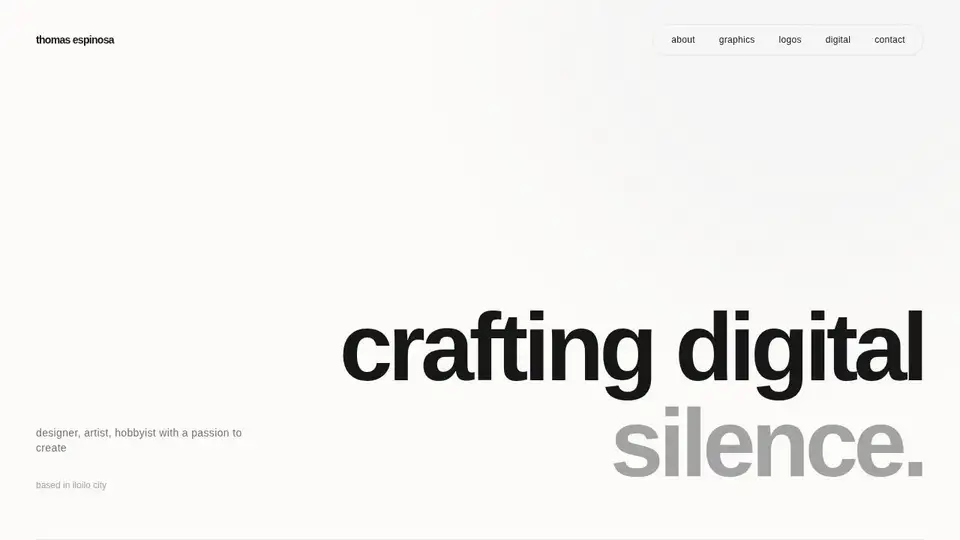 thomas espinosa
about graphics logos digital contact
crafting digital
silence.
designer, artist, hobbyist with a passion to
create
based in iloilo city